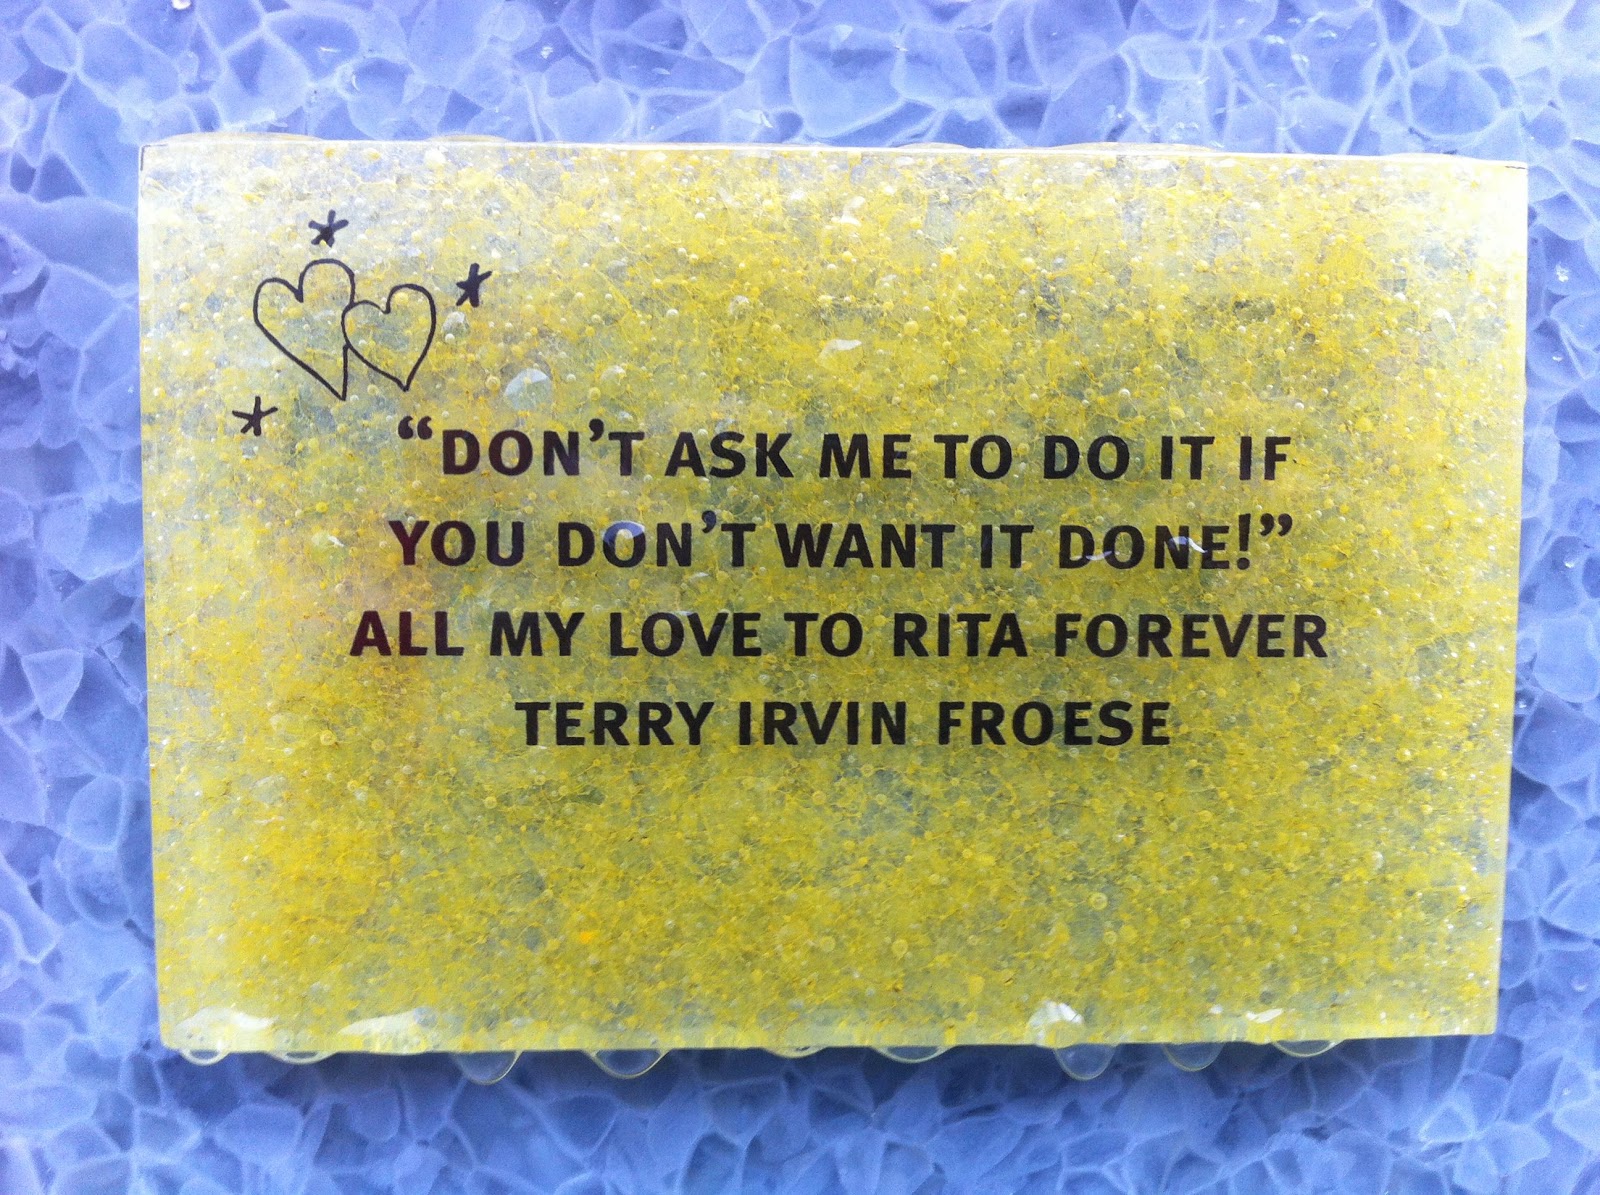 “DON’T ASK ME TO DO IT IF
YOU DON’T WANT IT DONE!”
ALL MY LOVE TO RITA FOREVER
TERRY IRVIN FROESE